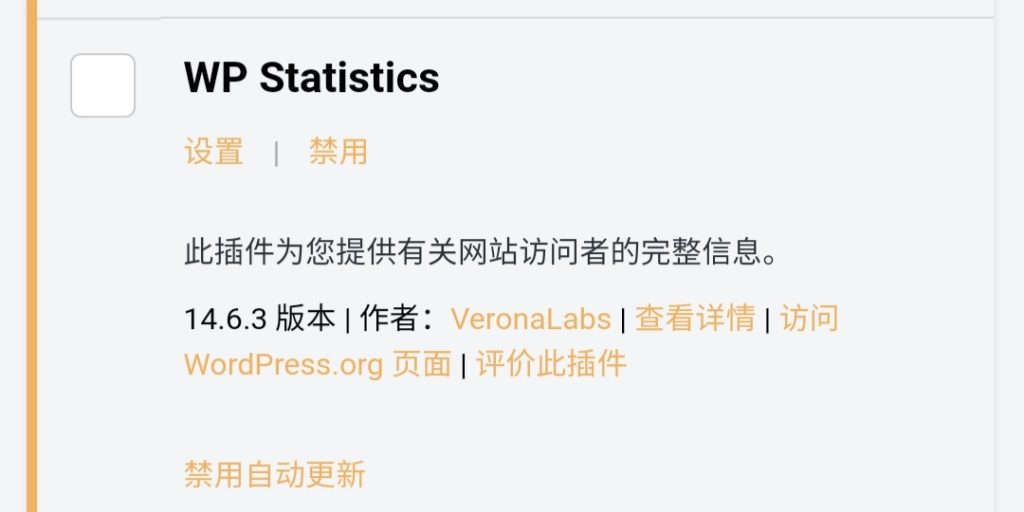 WP Statistics
设置 | 禁用
此插件为您提供有关网站访问者的完整信息。
14.6.3 版本 | 作者：VeronaLabs | 查看详情 | 访问
WordPress.org 页面 | 评价此插件
禁用自动更新